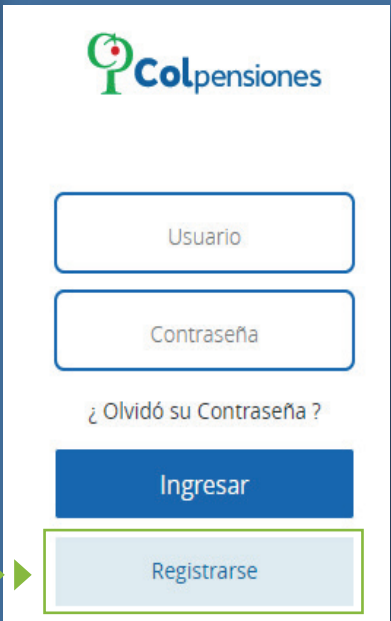 Colpensiones
Usuario
Contraseña
¿ Olvidó su Contraseña ?
Ingresar
Registrarse